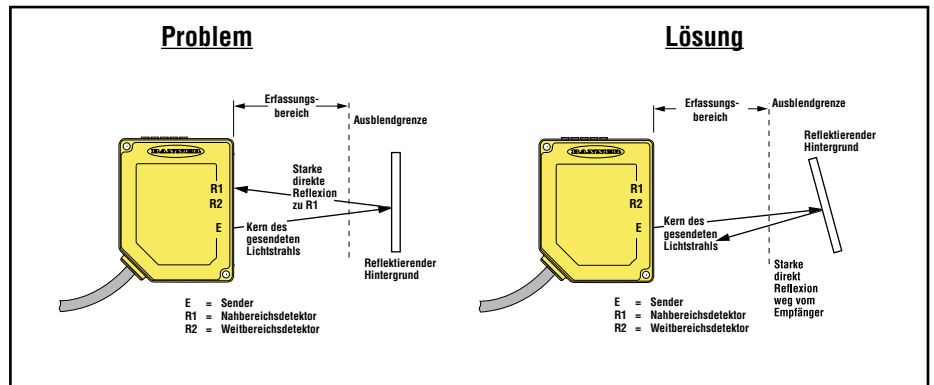 Problem
Erfassungs-
bereich
Ausblendgrenze
BANNER
R1
R2
E
Starke
direkte
Reflexion
zu R1
Kern des
gesendeten
Lichtstrahls
Reflektierender
Hintergrund
E = Sender
R1 = Nahbereichsdetektor
R2 = Weitbereichsdetektor
Lösung
Erfassungs-
bereich
Ausblendgrenze
Reflektierender
Hintergrund
BANNER
R1
R2
E
Kern des
gesendeten
Lichtstrahls
Starke
direkt
Reflexion
weg vom
Empfänger
E = Sender
R1 = Nahbereichsdetektor
R2 = Weitbereichsdetektor